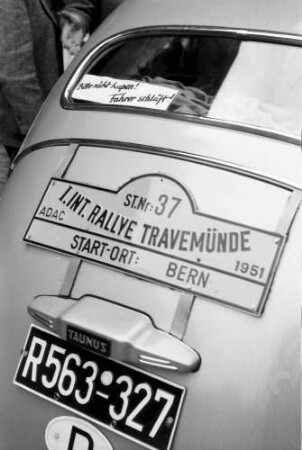 Bitte nicht hupen!
Fahrer schläft!
ST.Nr: 37
I. INT. RALLYE TRAVEMÜNDE
ADAC START-ORT: BERN 1951
TAUNUS
R563·327
D